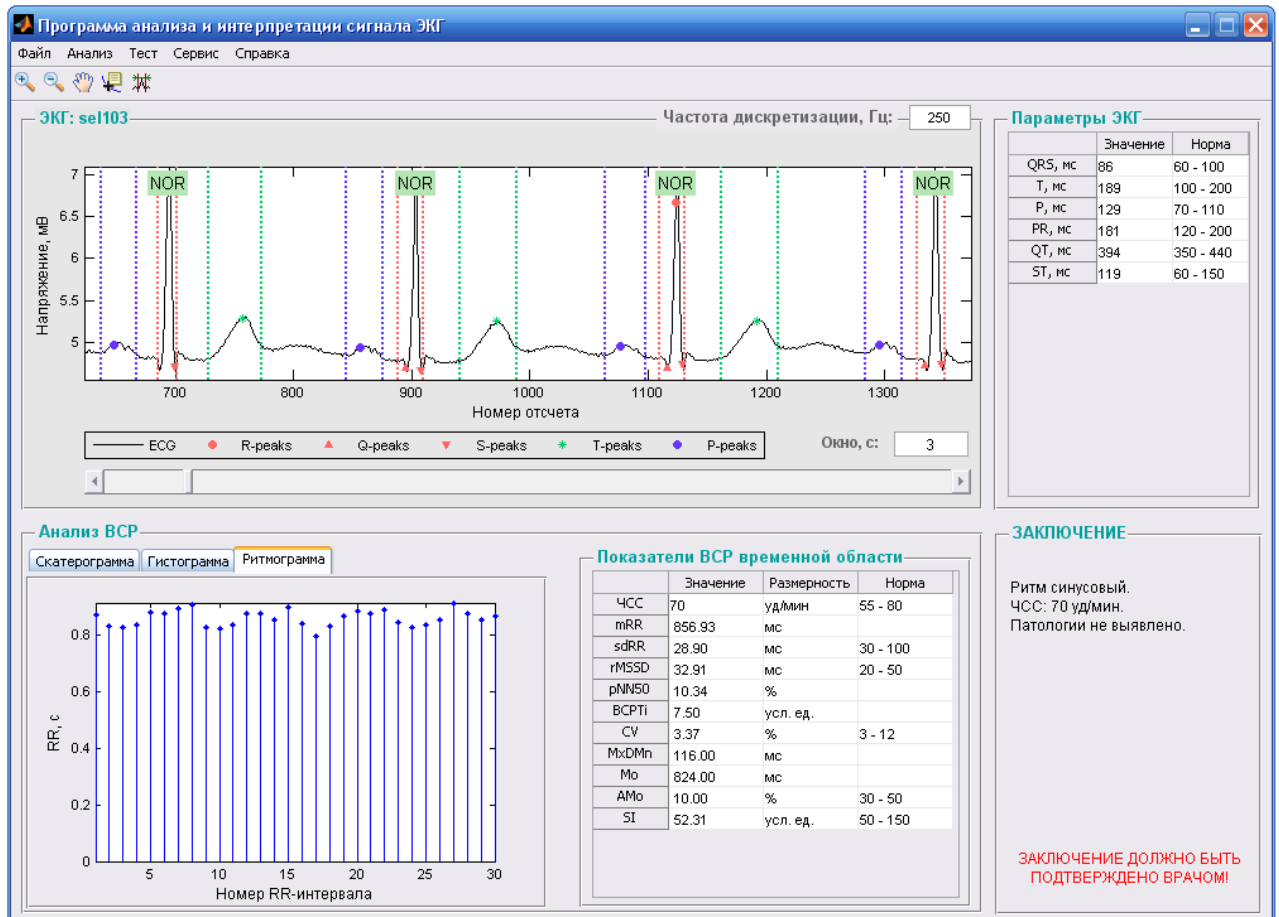 Программа анализа и интерпретации сигнала ЭКГ
Файл Анализ Тест Сервис Справка
ЭКГ: sel103
Частота дискретизации, Гц: 250
NOR NOR NOR NOR
7
6.5
6
5.5
5
Напряжение, мВ
700 800 900 1000 1100 1200 1300
Номер отсчета
ECG R-peaks Q-peaks S-peaks T-peaks P-peaks
Окно, с: 3
Параметры ЭКГ
Значение Норма
QRS, мс 86 60 - 100
T, мс 189 100 - 200
P, мс 129 70 - 110
PR, мс 181 120 - 200
QT, мс 394 350 - 440
ST, мс 119 60 - 150
Анализ ВСР
Скатерограмма Гистограмма Ритмограмма
0.8
0.6
0.4
0.2
0
RR, с
5 10 15 20 25 30
Номер RR-интервала
Показатели ВСР временной области
Значение Размерность Норма
ЧСС 70 уд/мин 55 - 80
mRR 856.93 мс
sdRR 28.90 мс 30 - 100
rMSSD 32.91 мс 20 - 50
pNN50 10.34 %
ВСРТi 7.50 усл. ед.
CV 3.37 % 3 - 12
MxDMn 116.00 мс
Mo 824.00 мс
AMo 10.00 % 30 - 50
SI 52.31 усл. ед. 50 - 150
ЗАКЛЮЧЕНИЕ
Ритм синусовый.
ЧСС: 70 уд/мин.
Патологии не выявлено.
ЗАКЛЮЧЕНИЕ ДОЛЖНО БЫТЬ
ПОДТВЕРЖДЕНО ВРАЧОМ!